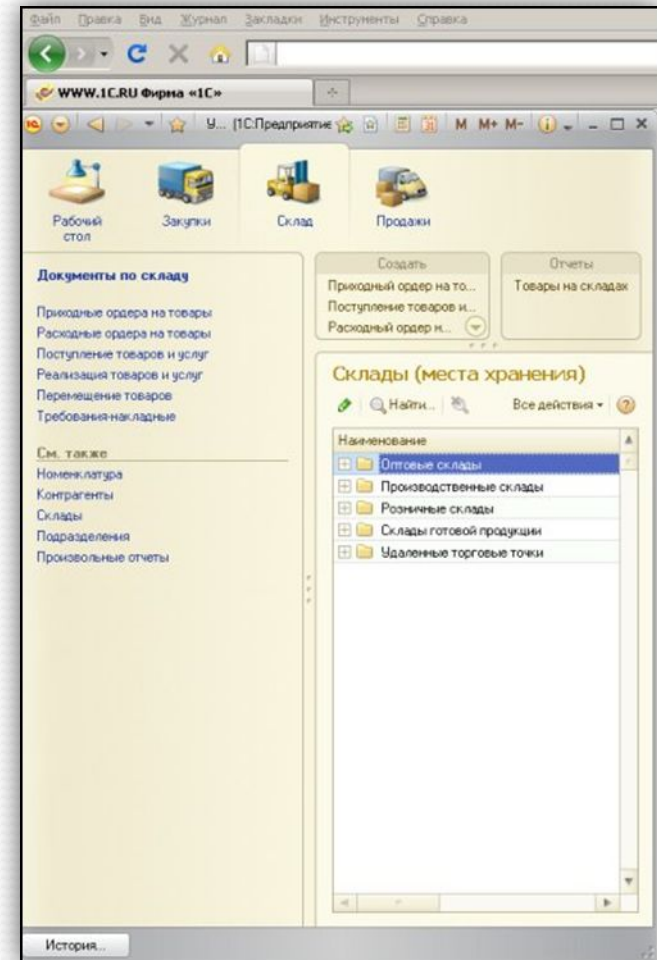 Файл Правка Вид Журнал Закладки Инструменты Справка
WWW.1C.RU Фирма «1С»
У... (1С:Предприятие M M+ M-
Рабочий стол
Закупки
Склад
Продажи
Документы по складу
Приходные ордера на товары
Расходные ордера на товары
Поступление товаров и услуг
Реализация товаров и услуг
Перемещение товаров
Требования-накладные
См. также
Номенклатура
Контрагенты
Склады
Подразделения
Произвольные отчеты
Создать
Приходный ордер на то...
Поступление товаров и...
Расходный ордер н...
Отчеты
Товары на складах
Склады (места хранения)
Найти... Все действия
Наименование
Оптовые склады
Производственные склады
Розничные склады
Склады готовой продукции
Удаленные торговые точки
История...